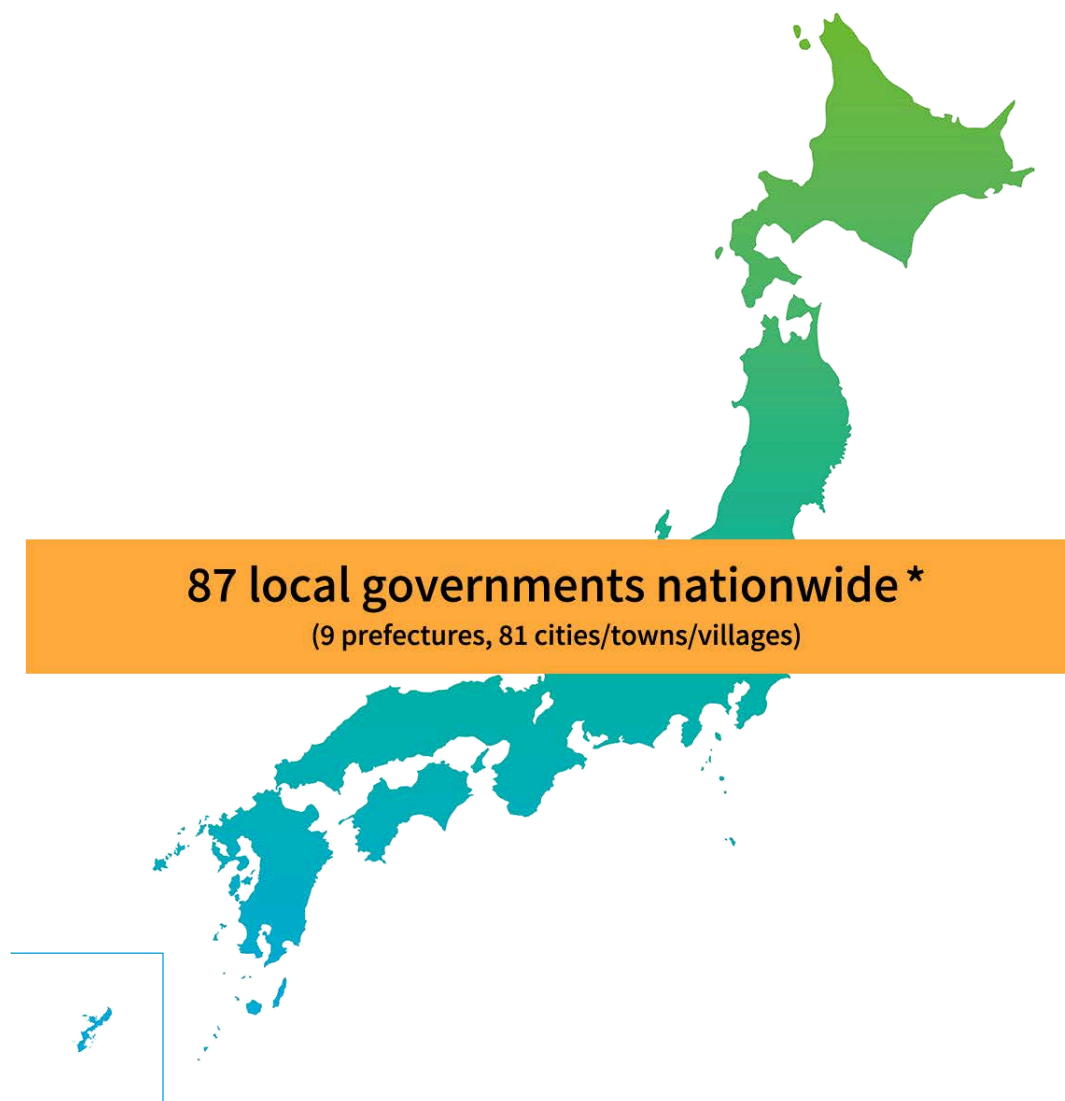 87 local governments nationwide*
(9 prefectures, 81 cities/towns/villages)